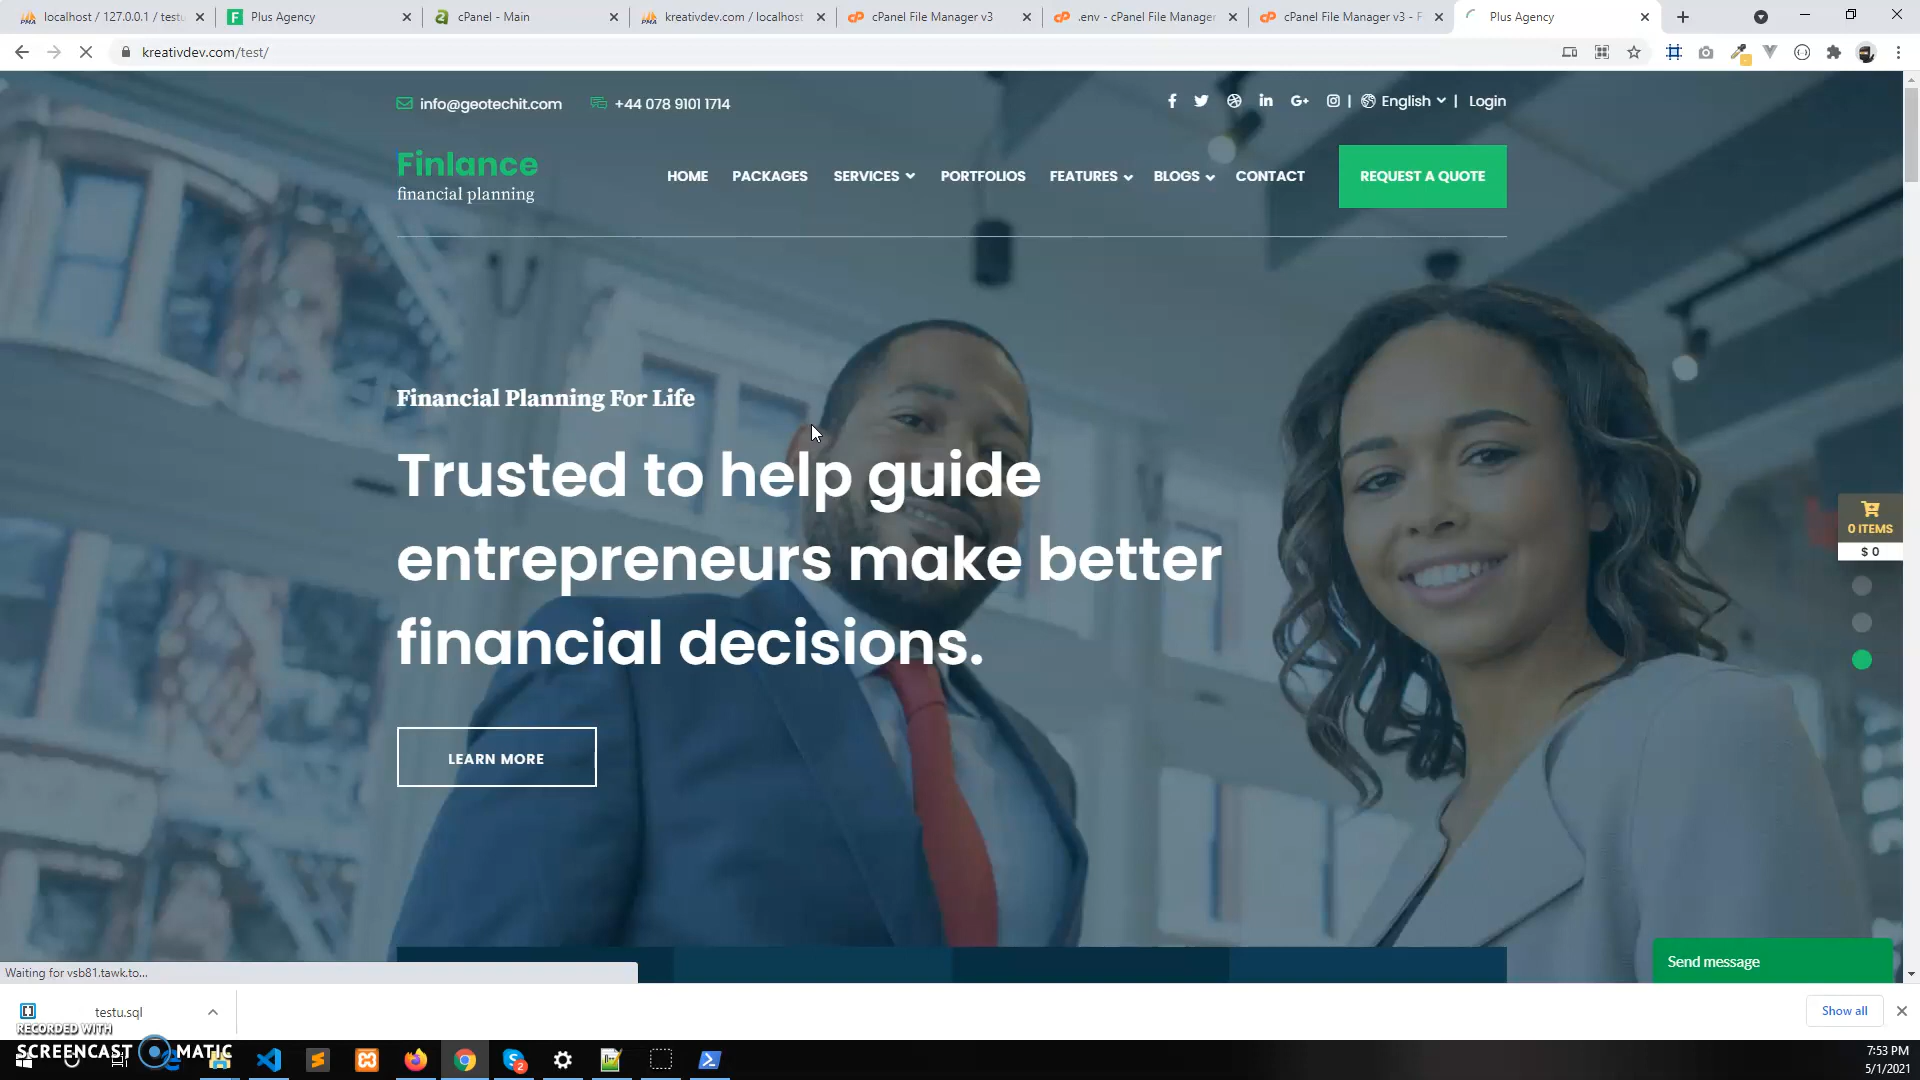 localhost / 127.0.0.1 / testu
Plus Agency
cPanel - Main
kreativdev.com / localhost
cPanel File Manager v3
.env - cPanel File Manager
cPanel File Manager v3 - F
Plus Agency
kreativdev.com/test/
info@geotechit.com
+44 078 9101 1714
English
Login
Finlance
financial planning
HOME
PACKAGES
SERVICES
PORTFOLIOS
FEATURES
BLOGS
CONTACT
REQUEST A QUOTE
Financial Planning For Life
Trusted to help guide
entrepreneurs make better
financial decisions.
LEARN MORE
0 ITEMS
$ 0
Send message
Waiting for vsb81.tawk.to...
testu.sql
Show all
RECORDED WITH
SCREENCAST MATIC
7:53 PM
5/1/2021